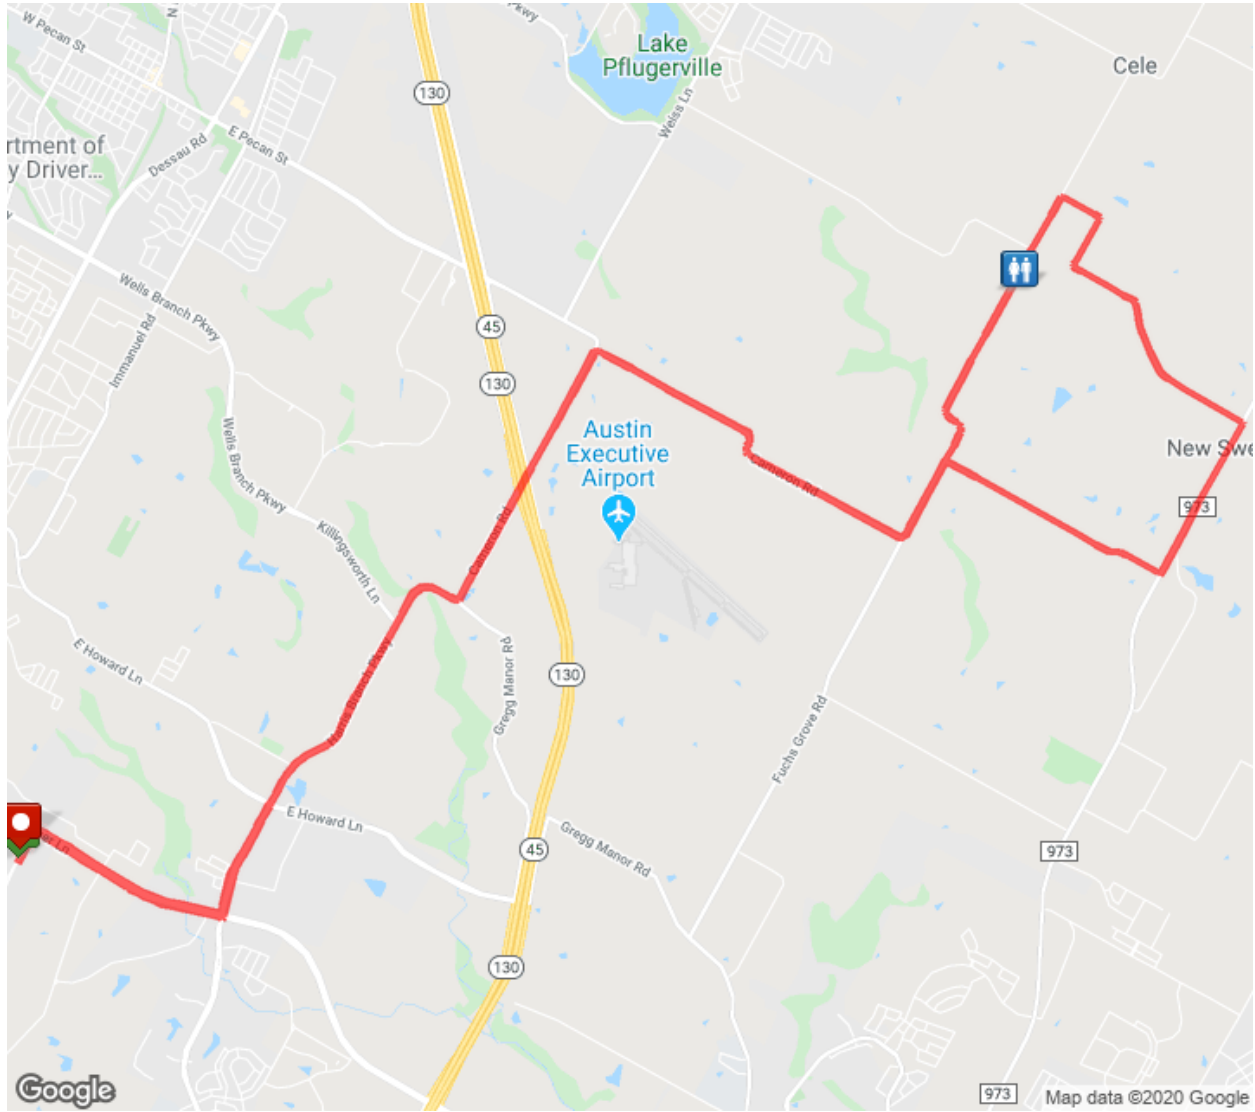 W Pecan St
N
Pkwy
Lake
Pflugerville
Cele
130
Weiss Ln
Dessau Rd
E Pecan St
rtment of
y Driver...
Wells Branch Pkwy
Immanuel Rd
45
130
Wells Branch Pkwy
Austin
Executive
Airport
Cameron Rd
New Swe
973
Killingsworth Ln
Cameron Rd
E Howard Ln
Harris Branch Pkwy
Gregg Manor Rd
130
Fuchs Grove Rd
E Howard Ln
er Ln
45
Gregg Manor Rd
973
130
973
Google
Map data ©2020 Google